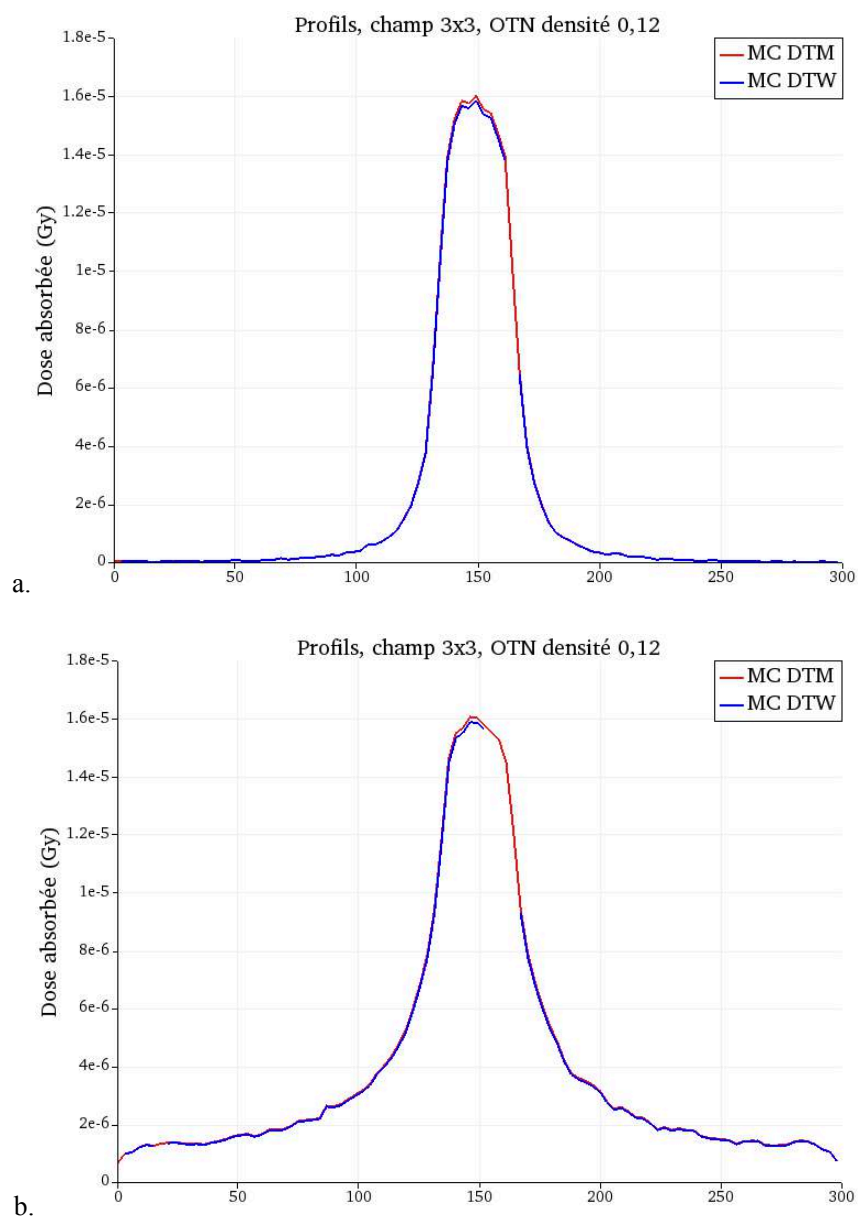 Profils, champ 3x3, OTN densité 0,12
1.8e-5
MC DTM
MC DTW
1.6e-5
1.4e-5
1.2e-5
1e-5
8e-6
6e-6
4e-6
2e-6
0
Dose absorbée (Gy)
0 50 100 150 200 250 300
a.
Profils, champ 3x3, OTN densité 0,12
1.8e-5
MC DTM
MC DTW
1.6e-5
1.4e-5
1.2e-5
1e-5
8e-6
6e-6
4e-6
2e-6
0
Dose absorbée (Gy)
0 50 100 150 200 250 300
b.